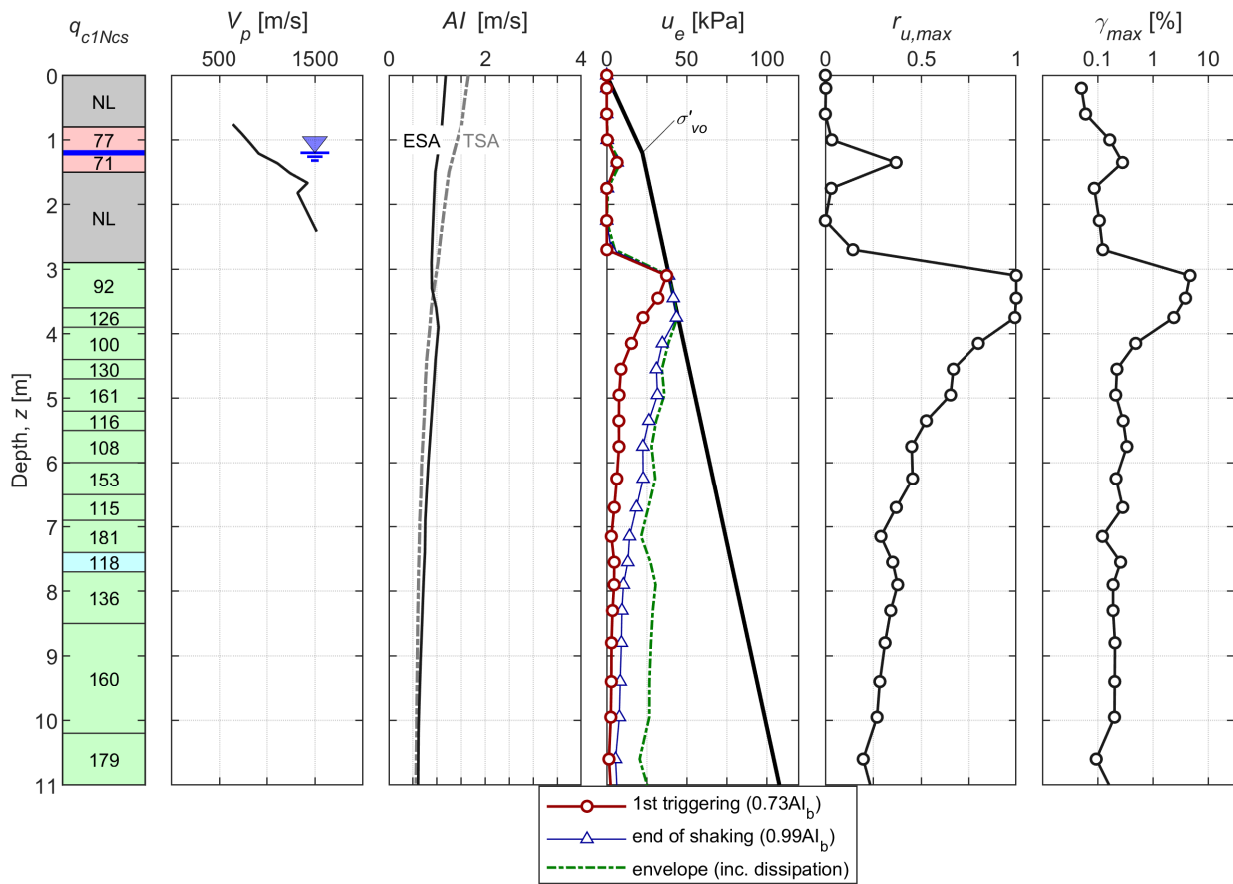 q_c1Ncs
V_p [m/s]
AI [m/s]
u_e [kPa]
r_u,max
γ_max [%]
500 1500
0 2 4
0 50 100
0 0.5 1
0.1 1 10
Depth, z [m]
0
1
2
3
4
5
6
7
8
9
10
11
NL
77
71
NL
92
126
100
130
161
116
108
153
115
181
118
136
160
179
ESA
TSA
σ'_vo
1st triggering (0.73AI_b)
end of shaking (0.99AI_b)
envelope (inc. dissipation)